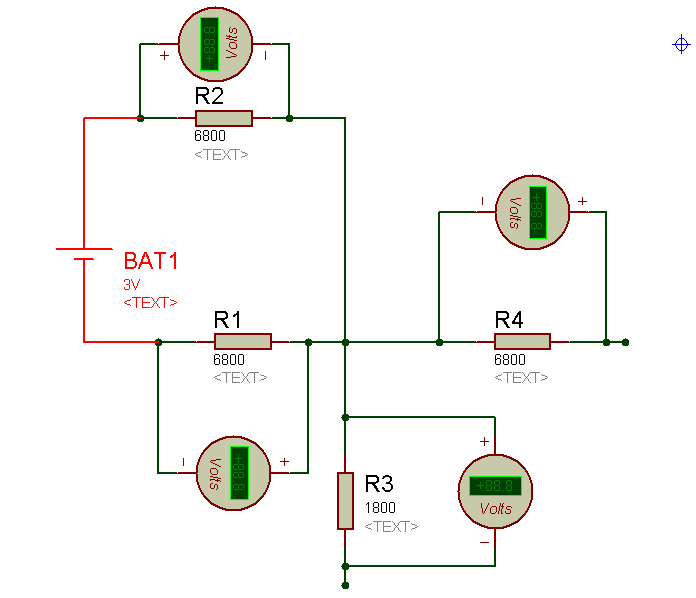 Volts
+88.8
R2
6800
<TEXT>
Volts
+88.8
BAT1
3V
<TEXT>
R1
6800
<TEXT>
R4
6800
<TEXT>
Volts
+88.8
R3
1800
<TEXT>
+88.8
Volts